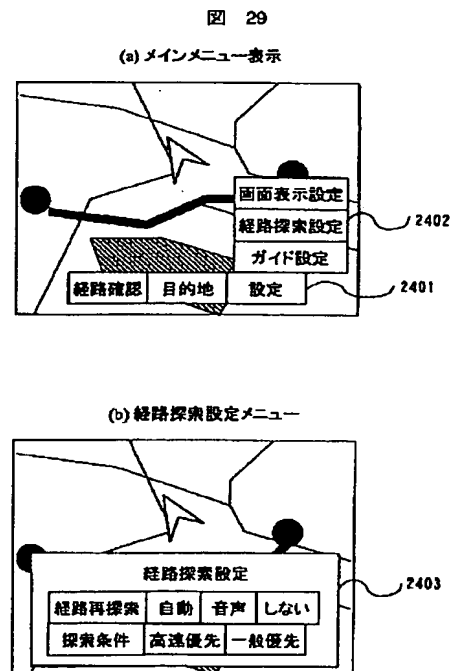 図 29
(a) メインメニュー表示
画面表示設定
経路探索設定
2402
ガイド設定
経路確認 目的地 設定
2401
(b) 経路探索設定メニュー
経路探索設定
2403
経路再探索 自動 音声 しない
探索条件 高速優先 一般優先